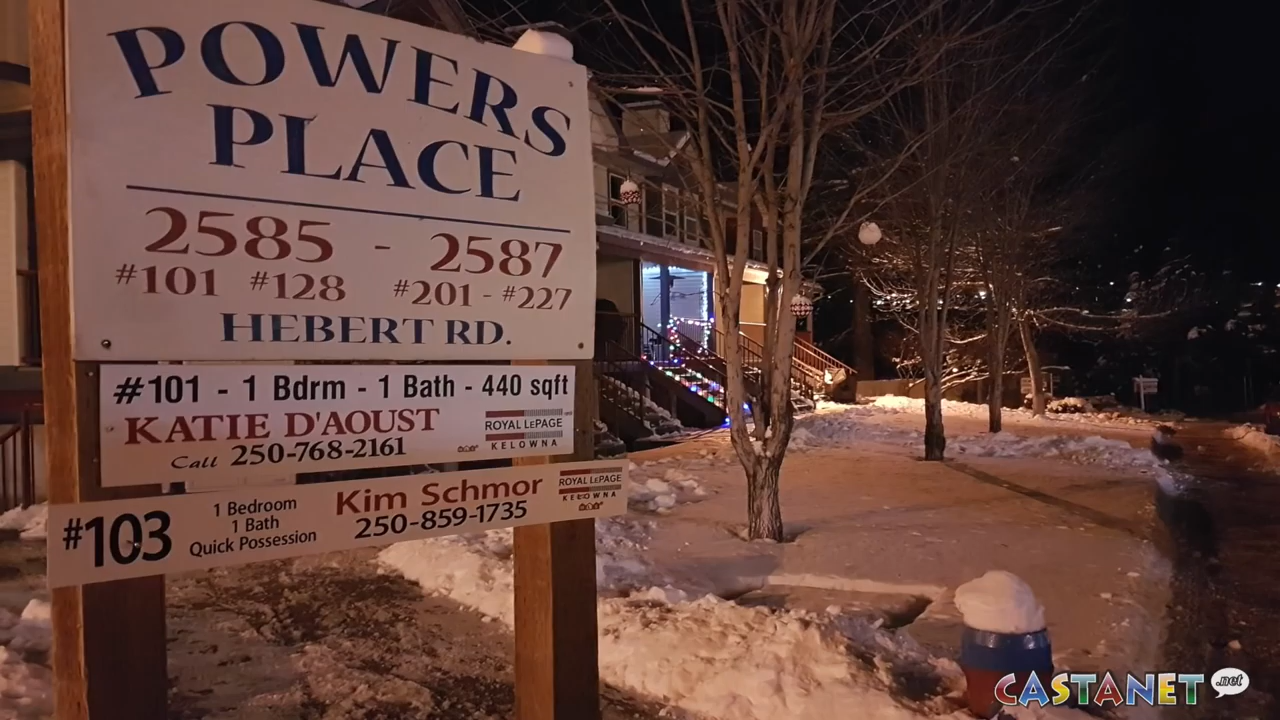 POWERS
PLACE
2585 - 2587
#101 #128 #201 - #227
HEBERT RD.
#101 - 1 Bdrm - 1 Bath - 440 sqft
KATIE D'AOUST
Call 250-768-2161
ROYAL LEPAGE
KELOWNA
#103
1 Bedroom
1 Bath
Quick Possession
Kim Schmor
250-859-1735
ROYAL LEPAGE
KELOWNA
CASTANET .net